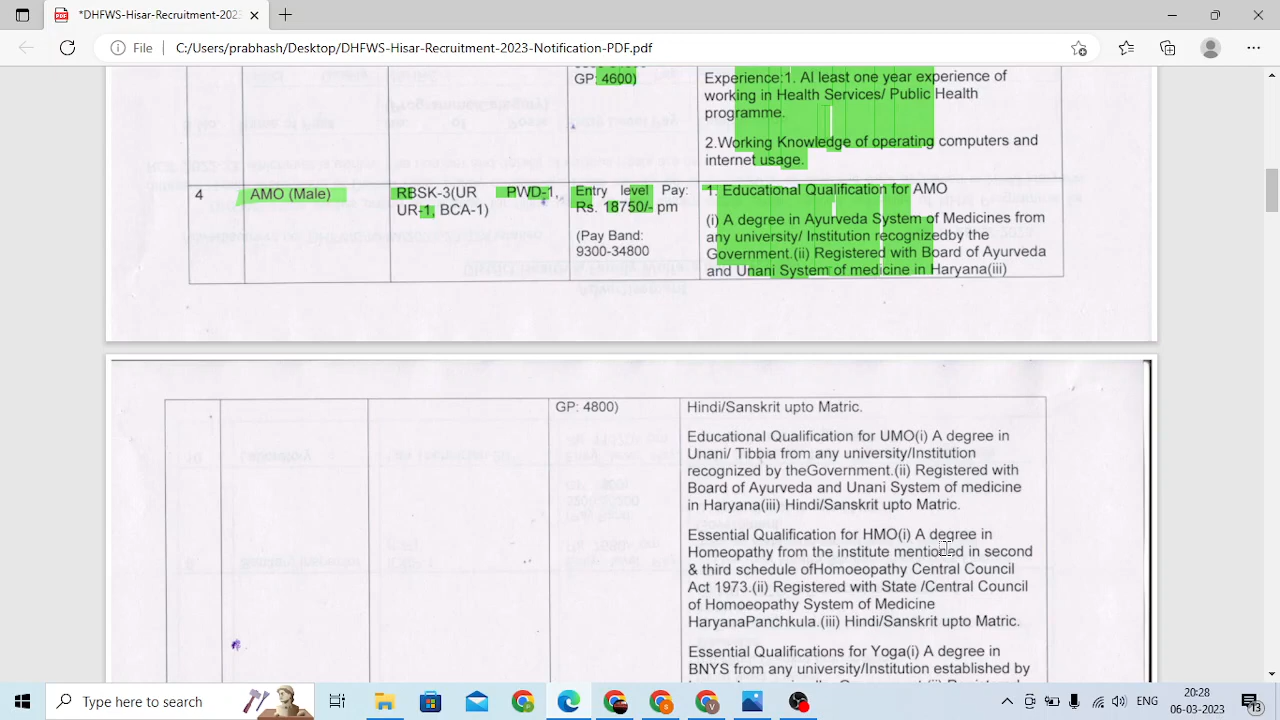 *DHFWS-Hisar-Recruitment-2023-
File
C:/Users/prabhash/Desktop/DHFWS-Hisar-Recruitment-2023-Notification-PDF.pdf
GP: 4600)
Experience:1. Al least one year experience of
working in Health Services/ Public Health
programme.
2.Working Knowledge of operating computers and
internet usage.
4
AMO (Male)
RBSK-3(UR PWD-1,
UR-1, BCA-1)
Entry level Pay:
Rs. 18750/- pm
(Pay Band:
9300-34800
1. Educational Qualification for AMO
(i) A degree in Ayurveda System of Medicines from
any university/ Institution recognizedby the
Government.(ii) Registered with Board of Ayurveda
and Unani System of medicine in Haryana(iii)
GP: 4800)
Hindi/Sanskrit upto Matric.
Educational Qualification for UMO(i) A degree in
Unani/ Tibbia from any university/Institution
recognized by theGovernment.(ii) Registered with
Board of Ayurveda and Unani System of medicine
in Haryana(iii) Hindi/Sanskrit upto Matric.
Essential Qualification for HMO(i) A degree in
Homeopathy from the institute mentioned in second
& third schedule ofHomoeopathy Central Council
Act 1973.(ii) Registered with State /Central Council
of Homoeopathy System of Medicine
HaryanaPanchkula.(iii) Hindi/Sanskrit upto Matric.
Essential Qualifications for Yoga(i) A degree in
BNYS from any university/Institution established by
Type here to search
ENG
20:28
06-03-2023
13